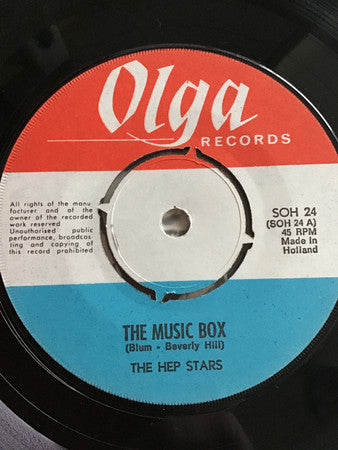 Olga
RECORDS
All rights of the manu
facturer and of the
owner of the recorded
work reserved
Unauthorised public
performance, broadcas-
ting and copying of
this record prohibited
SOH 24
(SOH 24 A)
45 RPM
Made in
Holland
THE MUSIC BOX
(Blum - Beverly Hill)
THE HEP STARS